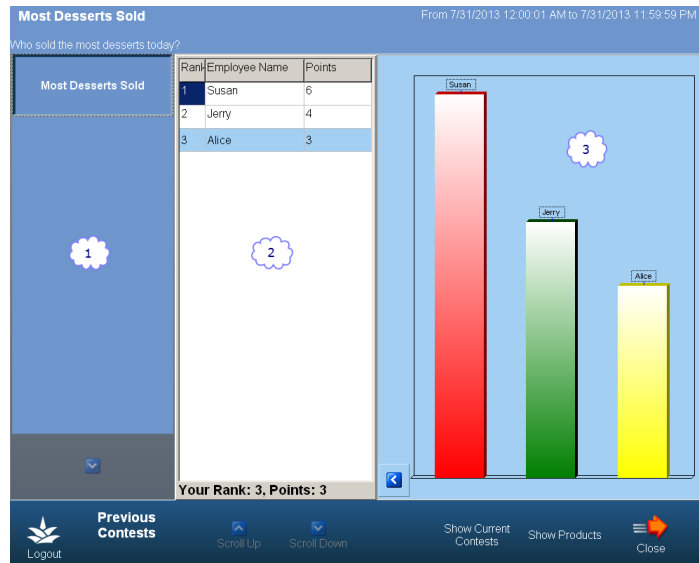 Most Desserts Sold
From 7/31/2013 12:00:01 AM to 7/31/2013 11:59:59 PM
Who sold the most desserts today?
Most Desserts Sold
Rank Employee Name Points
1 Susan 6
2 Jerry 4
3 Alice 3
1
2
3
Susan
Jerry
Alice
Your Rank: 3, Points: 3
Logout
Previous
Contests
Scroll Up
Scroll Down
Show Current
Contests
Show Products
Close